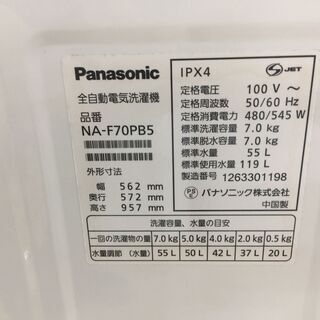 Panasonic
全自動電気洗濯機
品番
NA-F70PB5
外形寸法
幅 562 mm
奥行 572 mm
高さ 957 mm
IPX4
S JET
定格電圧 100 V～
定格周波数 50/60 Hz
定格消費電力 480/545 W
標準洗濯容量 7.0 kg
標準脱水容量 7.0 kg
標準水量 55 L
標準使用水量 119 L
製造番号 1263301198
PS E パナソニック株式会社
中国製
洗濯容量、水量の目安
一回の洗濯物の量 7.0 kg 5.0 kg 4.0 kg 2.0 kg 0.5 kg
水量調節 (水量) 55 L 50 L 42 L 37 L 20 L